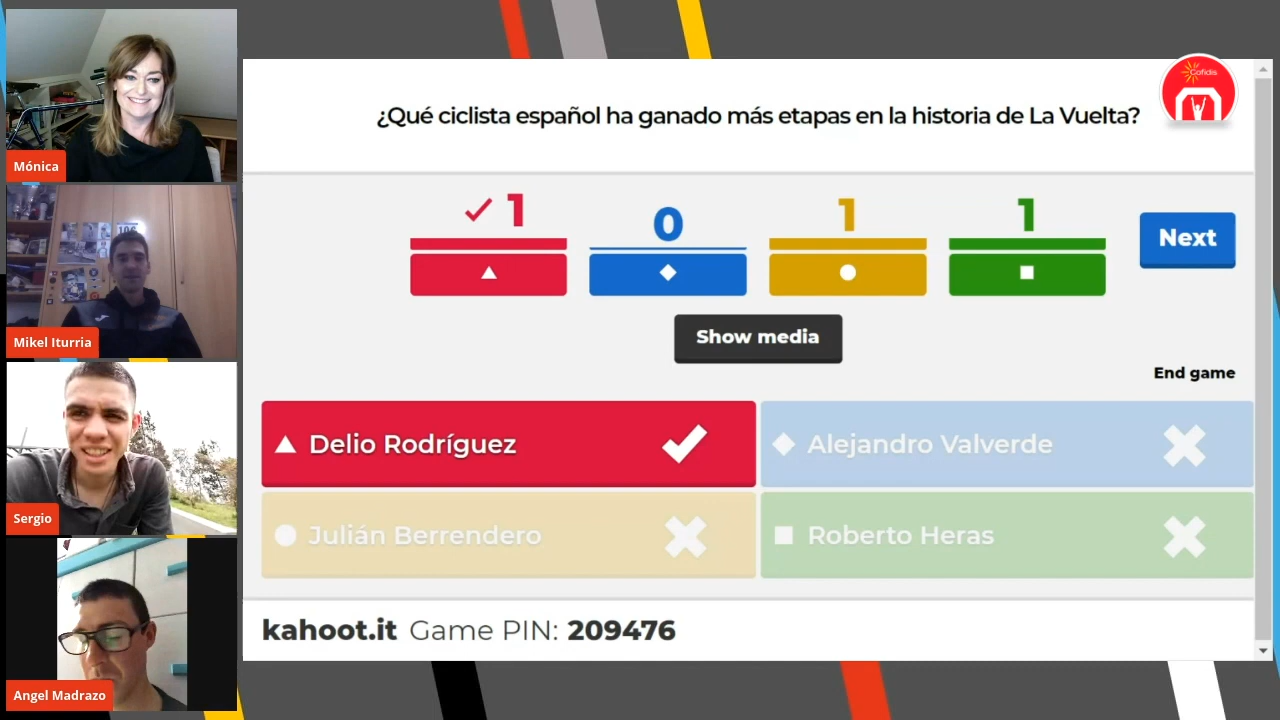 Mónica
Mikel Iturria
Sergio
Angel Madrazo
Cofidis
¿Qué ciclista español ha ganado más etapas en la historia de La Vuelta?
1
0
1
1
Next
Show media
End game
Delio Rodríguez
Alejandro Valverde
Julián Berrendero
Roberto Heras
kahoot.it Game PIN: 209476